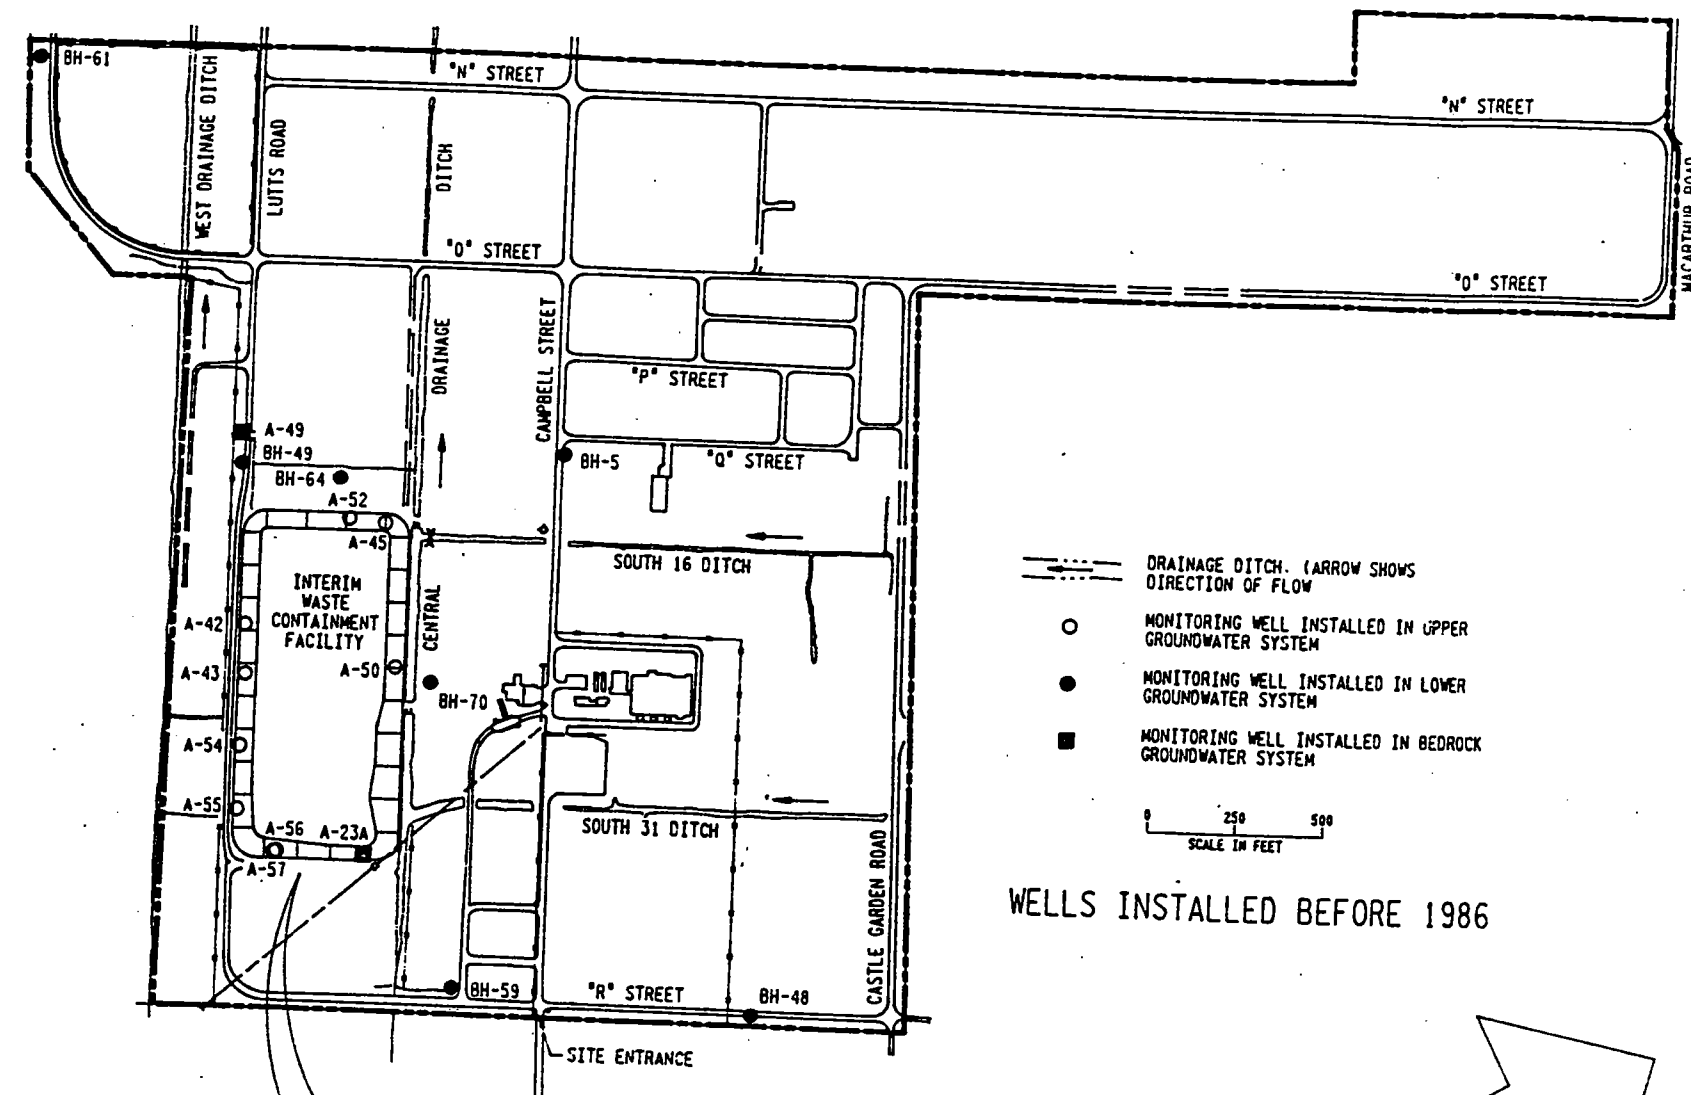 BH-61
WEST DRAINAGE DITCH
LUTTS ROAD
"N" STREET
DITCH
"N" STREET
"O" STREET
"O" STREET
MACARTHUR ROAD
DRAINAGE
CAMPBELL STREET
"P" STREET
A-49
BH-49
BH-64
BH-5
"Q" STREET
A-52
A-45
SOUTH 16 DITCH
INTERIM
WASTE
CONTAINMENT
FACILITY
CENTRAL
A-42
A-43
A-50
BH-70
A-54
A-55
A-56
A-23A
A-57
SOUTH 31 DITCH
CASTLE GARDEN ROAD
BH-59
"R" STREET
BH-48
SITE ENTRANCE
DRAINAGE DITCH. (ARROW SHOWS
DIRECTION OF FLOW
MONITORING WELL INSTALLED IN UPPER
GROUNDWATER SYSTEM
MONITORING WELL INSTALLED IN LOWER
GROUNDWATER SYSTEM
MONITORING WELL INSTALLED IN BEDROCK
GROUNDWATER SYSTEM
0 250 500
SCALE IN FEET
WELLS INSTALLED BEFORE 1986